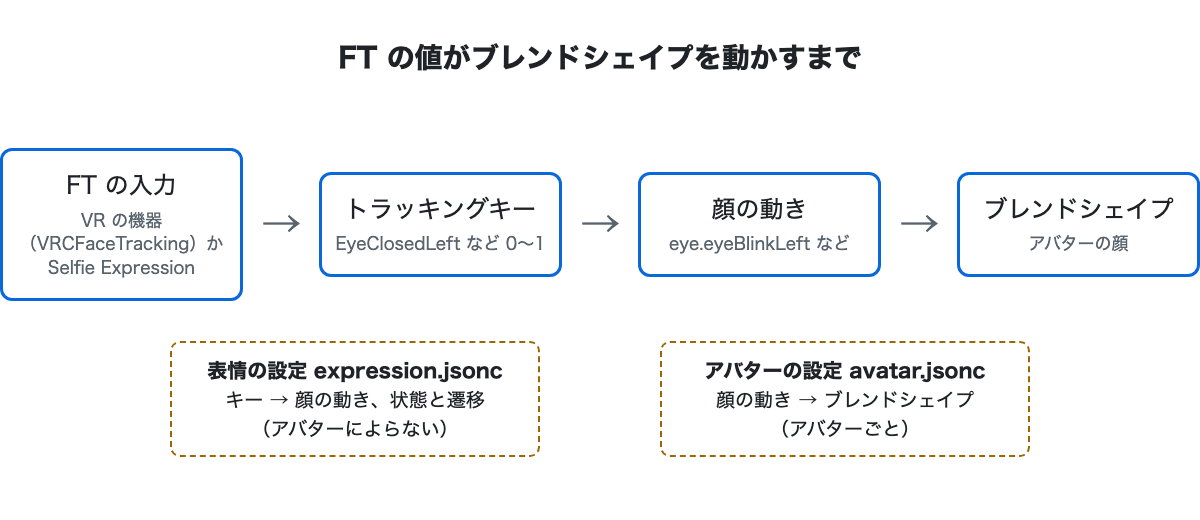 FT の値がブレンドシェイプを動かすまで
FT の入力
VR の機器
（VRCFaceTracking）か
Selfie Expression
→
トラッキングキー
EyeClosedLeft など 0〜1
→
顔の動き
eye.eyeBlinkLeft など
→
ブレンドシェイプ
アバターの顔
表情の設定 expression.jsonc
キー → 顔の動き、状態と遷移
（アバターによらない）
アバターの設定 avatar.jsonc
顔の動き → ブレンドシェイプ
（アバターごと）